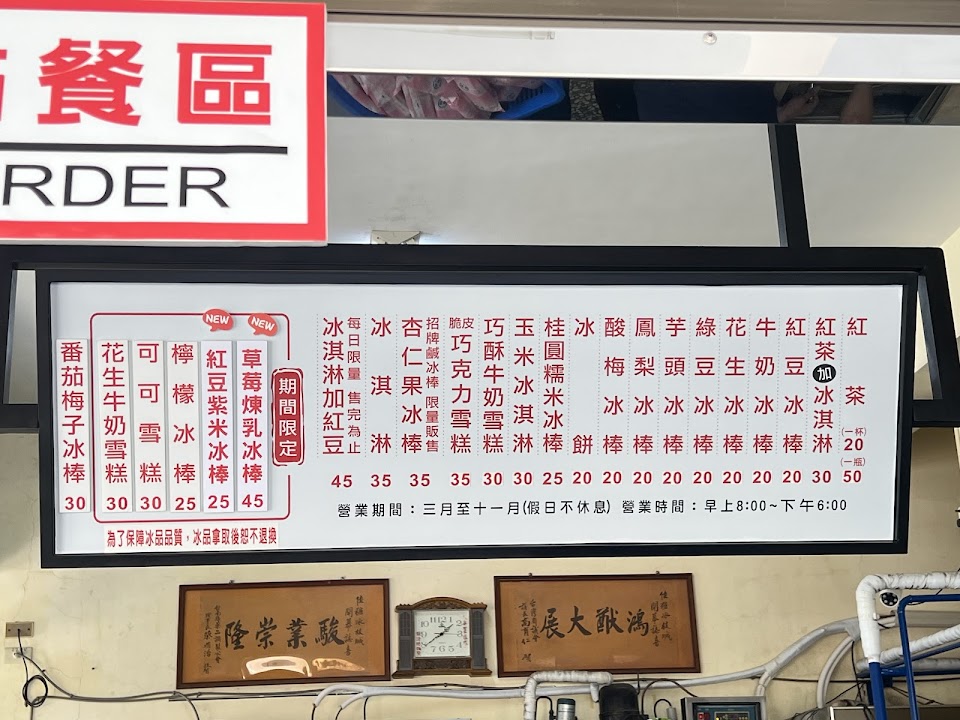 餐區
RDER
紅茶
(一杯)
20
(一瓶)
50
紅茶加冰淇淋
30
紅豆冰棒
20
牛奶冰棒
20
花生冰棒
20
綠豆冰棒
20
芋頭冰棒
20
鳳梨冰棒
20
酸梅冰棒
20
冰餅
20
桂圓糯米冰棒
25
玉米冰淇淋
30
巧酥牛奶雪糕
30
脆皮巧克力雪糕
35
招牌鹹冰棒 限量販售
杏仁果冰棒
35
冰淇淋
35
每日限量 售完為止
冰淇淋加紅豆
45
期間限定
NEW
草莓煉乳冰棒
45
NEW
紅豆紫米冰棒
25
檸檬冰棒
25
可可雪糕
30
花生牛奶雪糕
30
番茄梅子冰棒
30
營業期間：三月至十一月(假日不休息) 營業時間：早上8:00~下午6:00
為了保障冰品品質，冰品拿取後恕不退換
駿業崇隆
鴻猷大展